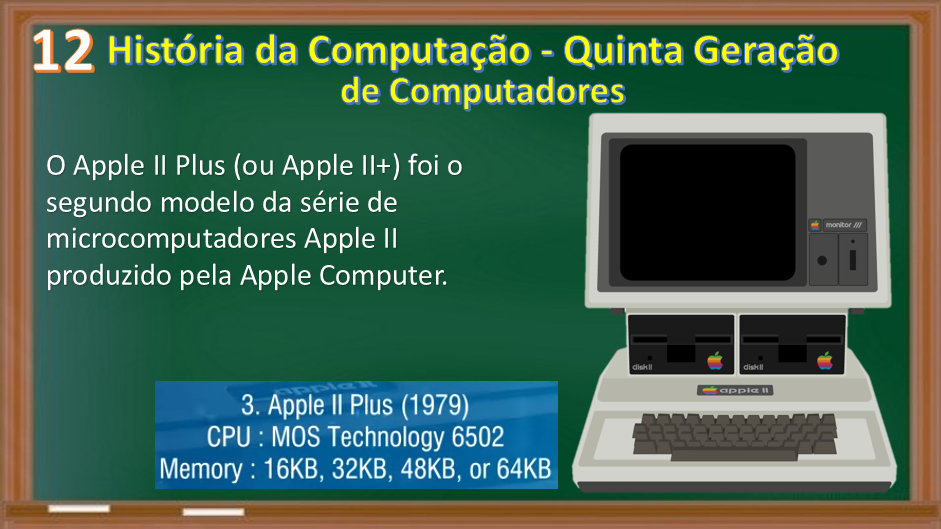 12 História da Computação - Quinta Geração
de Computadores
O Apple II Plus (ou Apple II+) foi o
segundo modelo da série de
microcomputadores Apple II
produzido pela Apple Computer.
monitor ///
disk II
disk II
apple II
apple II
3. Apple II Plus (1979)
CPU : MOS Technology 6502
Memory : 16KB, 32KB, 48KB, or 64KB